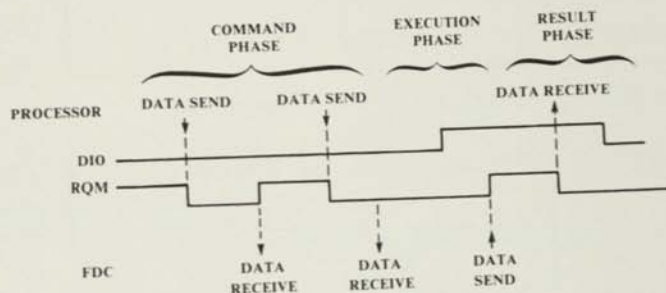 COMMAND
PHASE
EXECUTION
PHASE
RESULT
PHASE
PROCESSOR
DATA SEND
DATA SEND
DATA RECEIVE
DIO
RQM
FDC
DATA
RECEIVE
DATA
RECEIVE
DATA
SEND